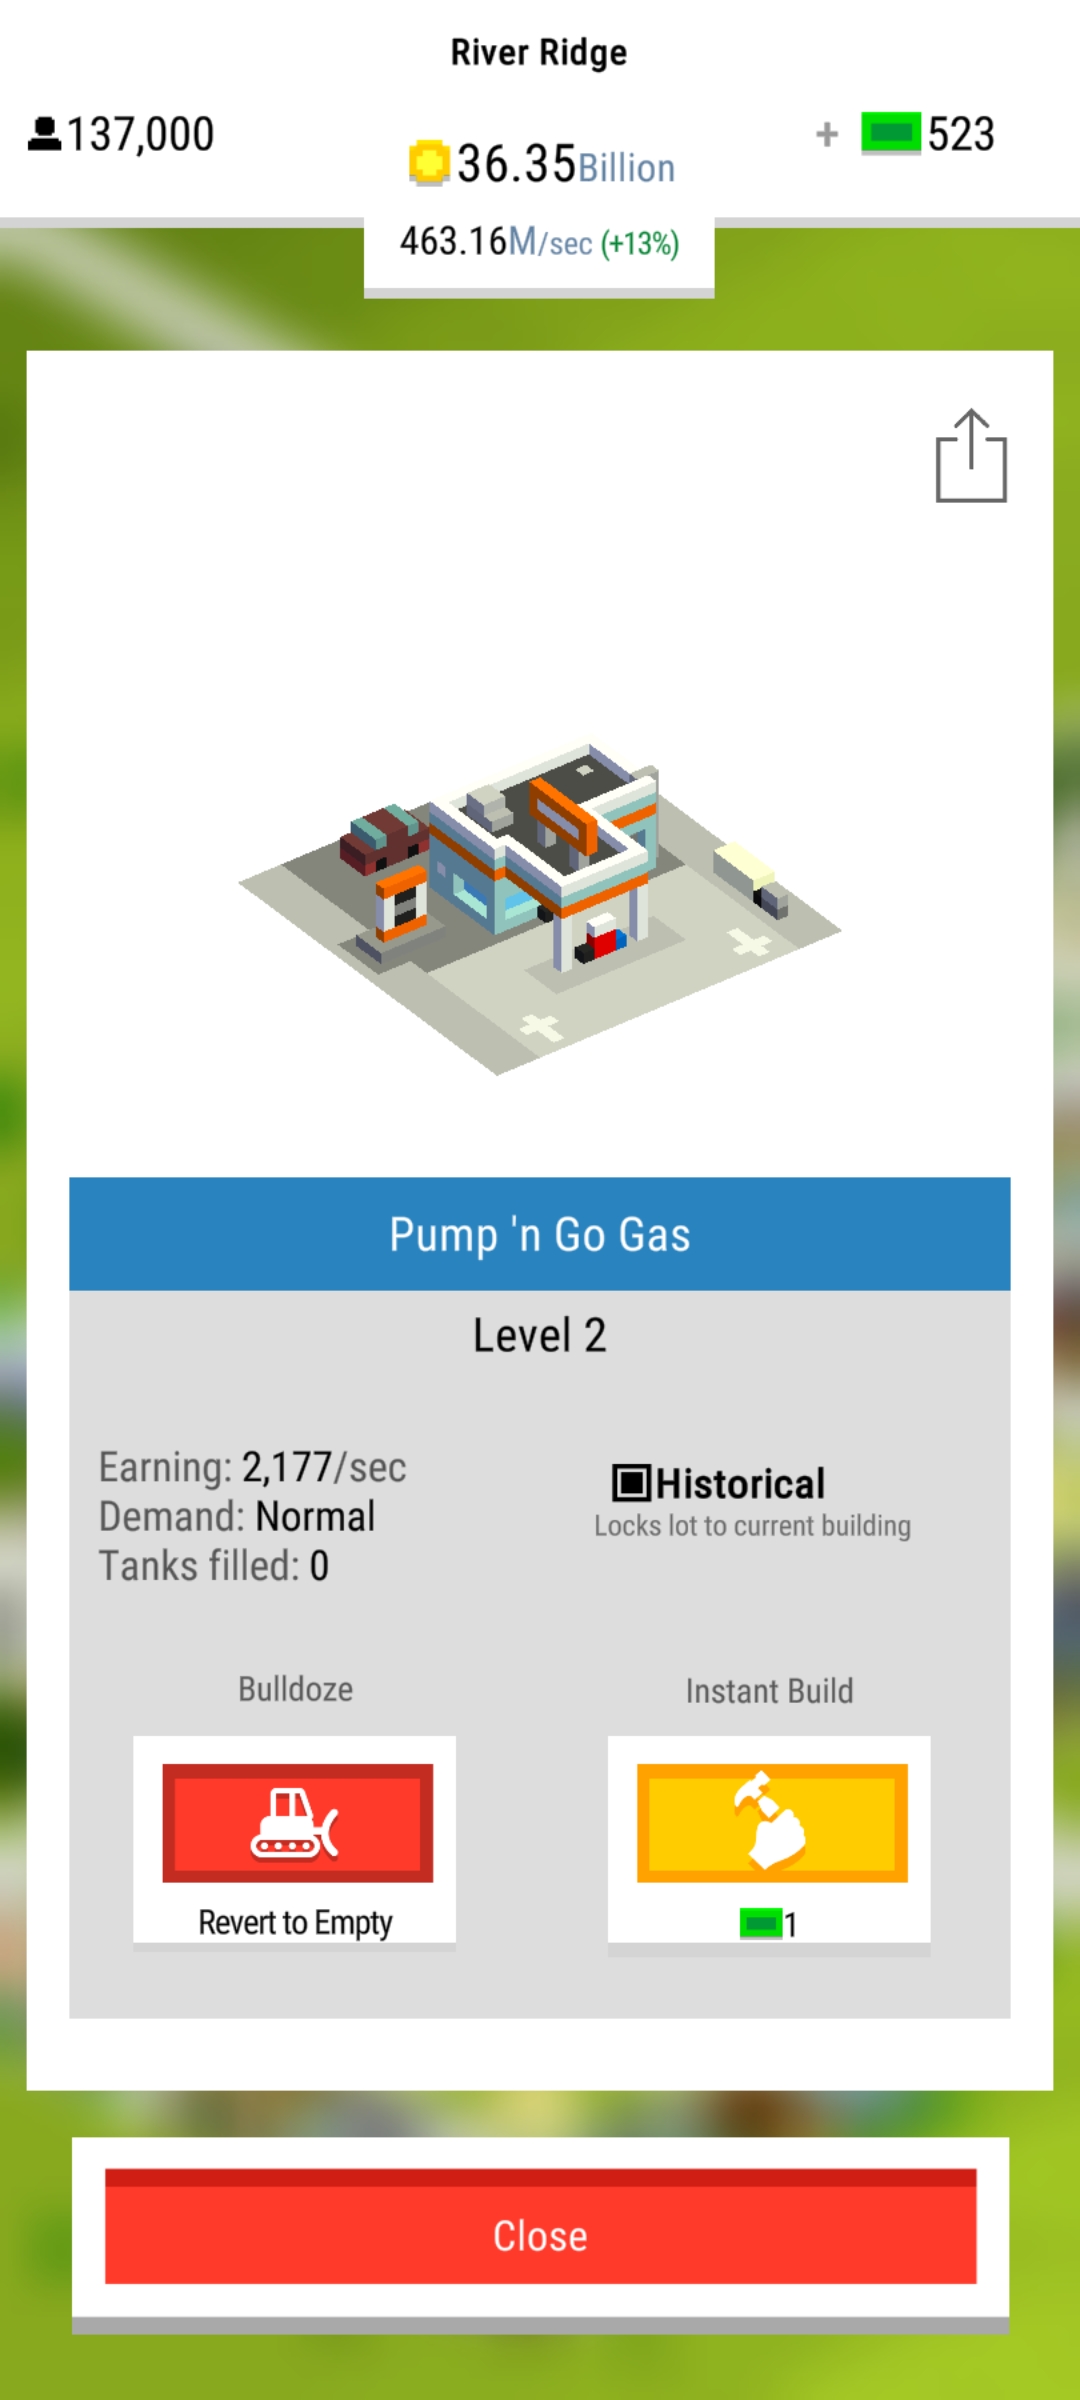 River Ridge
137,000
36.35Billion
+ 523
463.16M/sec (+13%)
Pump 'n Go Gas
Level 2
Earning: 2,177/sec
Demand: Normal
Tanks filled: 0
Historical
Locks lot to current building
Bulldoze
Instant Build
Revert to Empty
1
Close